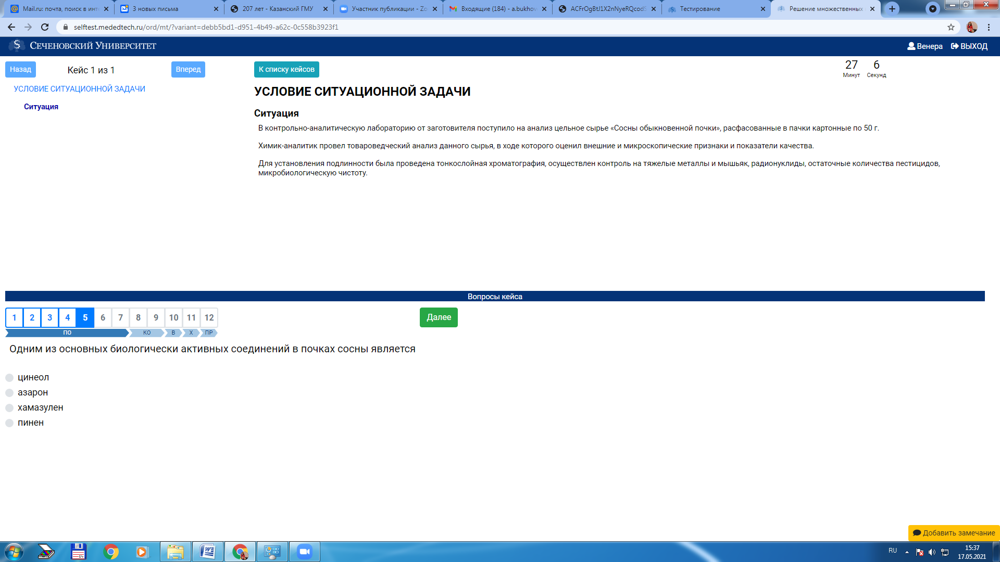 Mail.ru: почта, поиск в инт
3 новых письма
207 лет - Казанский ГМУ
Участник публикации - Zo
Входящие (184) - a.bukhov
ACFrOgBtJ1X2nNyeRQcodS
Тестирование
Решение множественных
selftest.mededtech.ru/ord/mt/?variant=debb5bd1-d951-4b49-a62c-0c558b3923f1
Сеченовский Университет
Венера
ВЫХОД
Назад
Кейс 1 из 1
Вперед
К списку кейсов
27 6
Минут Секунд
УСЛОВИЕ СИТУАЦИОННОЙ ЗАДАЧИ
Ситуация
УСЛОВИЕ СИТУАЦИОННОЙ ЗАДАЧИ
Ситуация
В контрольно-аналитическую лабораторию от заготовителя поступило на анализ цельное сырье «Сосны обыкновенной почки», расфасованные в пачки картонные по 50 г.
Химик-аналитик провел товароведческий анализ данного сырья, в ходе которого оценил внешние и микроскопические признаки и показатели качества.
Для установления подлинности была проведена тонкослойная хроматография, осуществлен контроль на тяжелые металлы и мышьяк, радионуклиды, остаточные количества пестицидов,
микробиологическую чистоту.
Вопросы кейса
1 2 3 4 5 6 7 8 9 10 11 12
Далее
ПО КО В Х ПР
Одним из основных биологически активных соединений в почках сосны является
цинеол
азарон
хамазулен
пинен
Добавить замечание
64
RU
15:37
17.05.2021